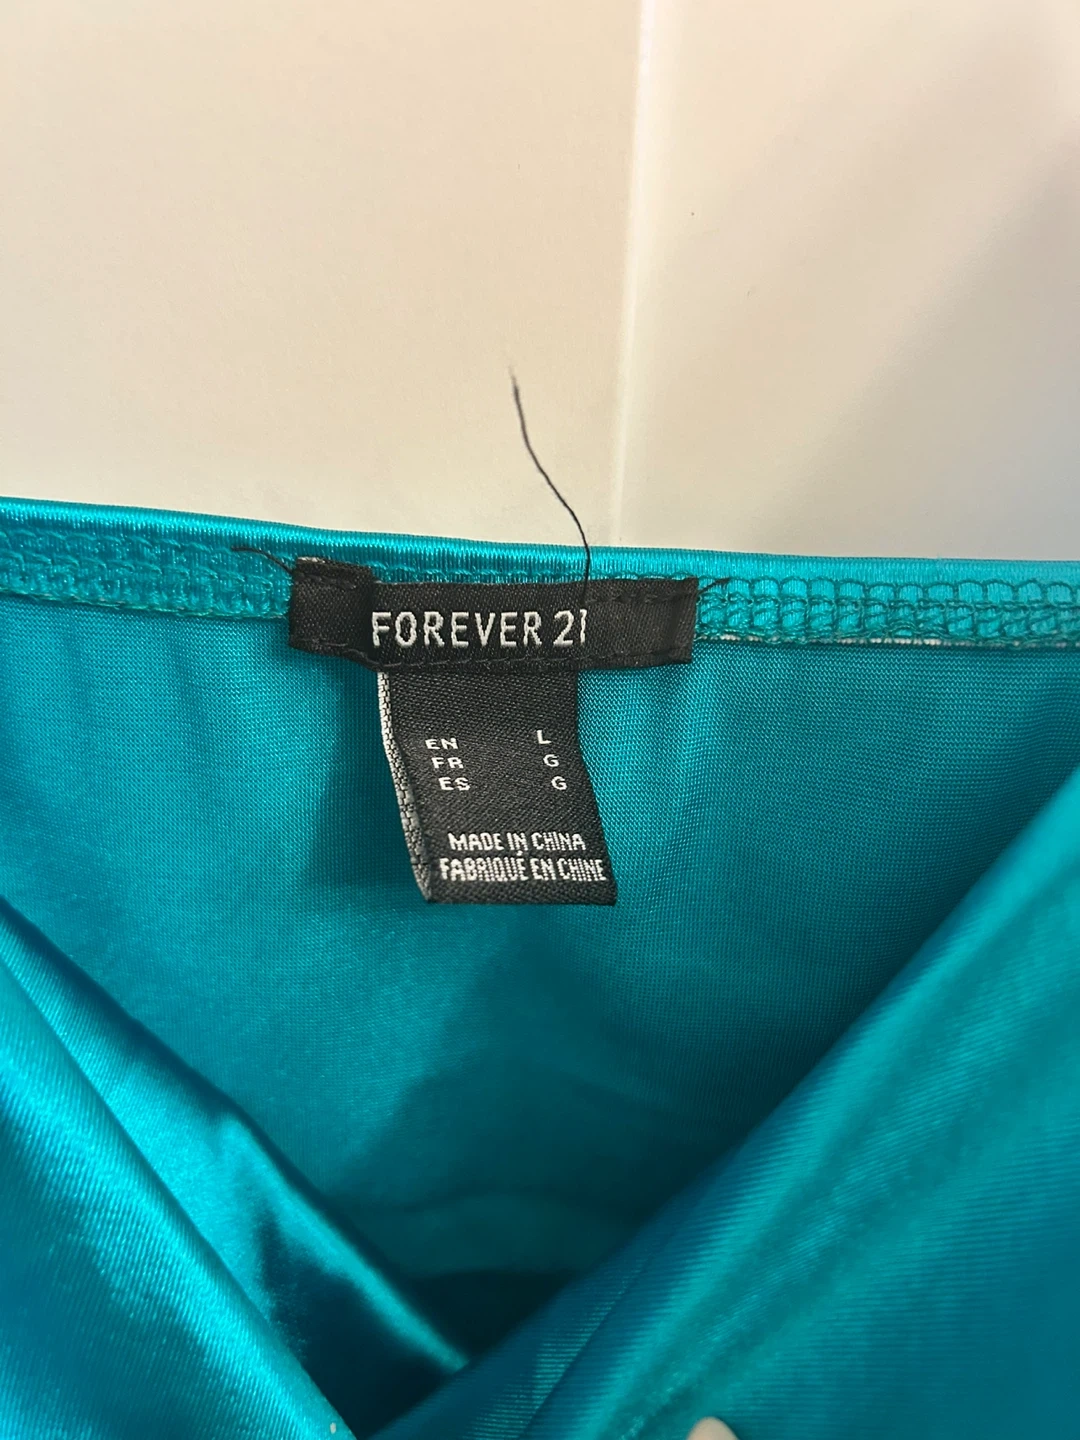 FOREVER 21
EN L
FR G
ES G
MADE IN CHINA
FABRIQUÉ EN CHINE